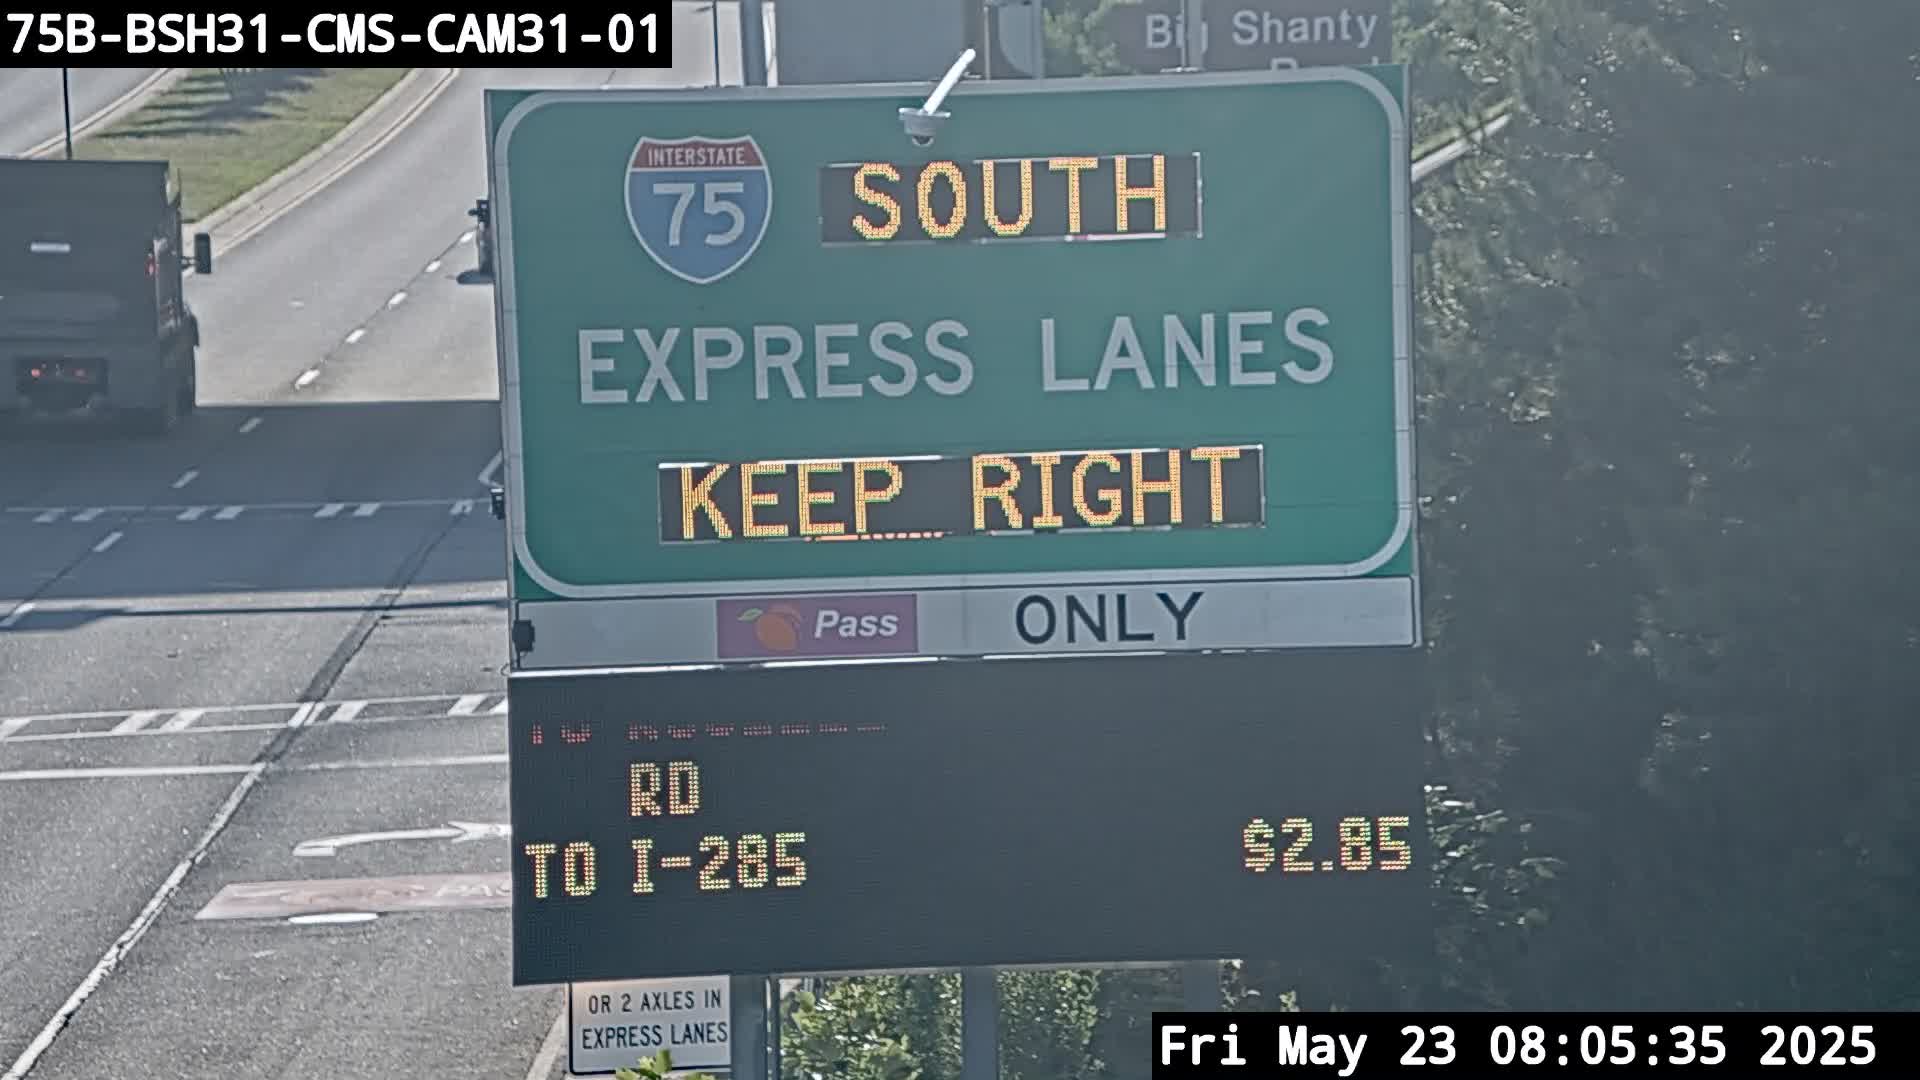 75B-BSH31-CMS-CAM31-01
Big Shanty
INTERSTATE
75
SOUTH
EXPRESS LANES
KEEP RIGHT
Pass ONLY
RD
TO I-285 $2.85
OR 2 AXLES IN
EXPRESS LANES
Fri May 23 08:05:35 2025